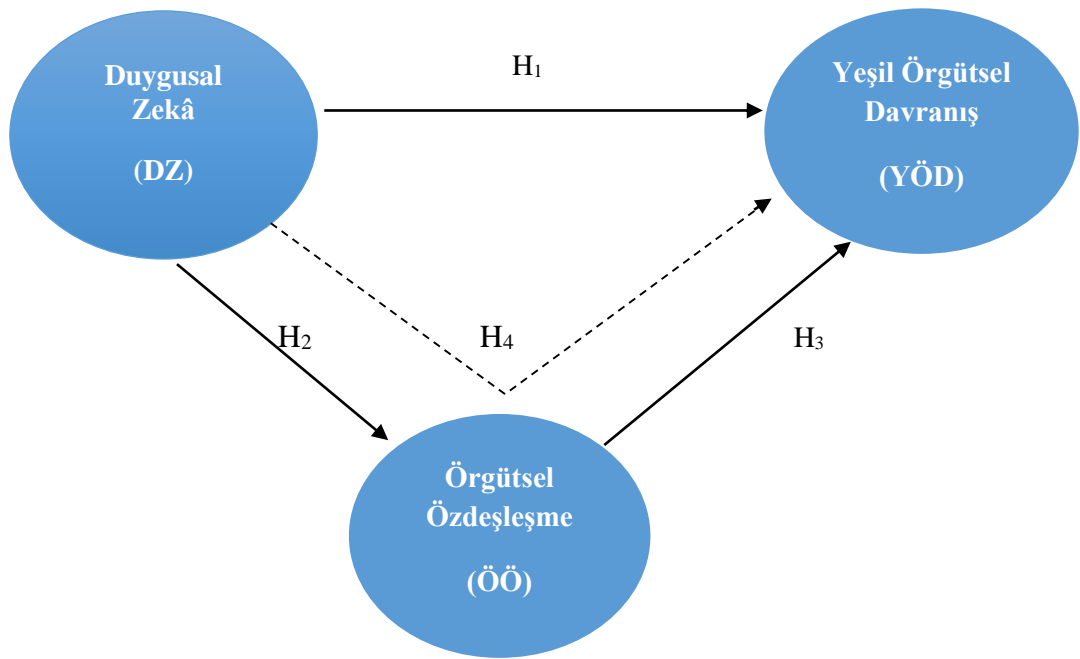 Duygusal
Zekâ
(DZ)
H₁
Yeşil Örgütsel
Davranış
(YÖD)
H₂
H₄
H₃
Örgütsel
Özdeşleşme
(ÖÖ)